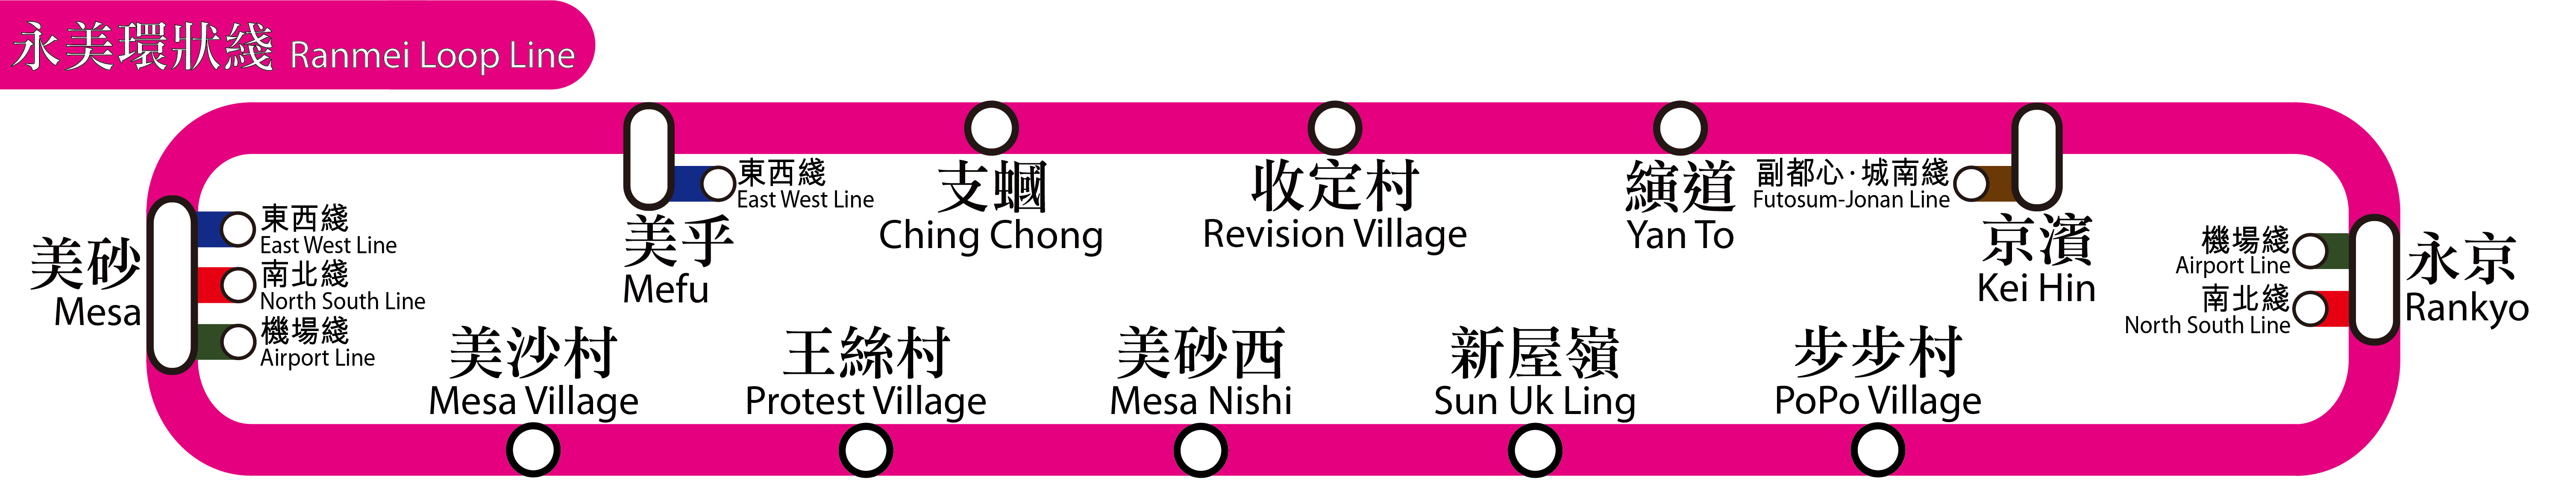 永美環狀綫 Ranmei Loop Line
美砂
Mesa
東西綫
East West Line
南北綫
North South Line
機場綫
Airport Line
美乎
Mefu
東西綫
East West Line
支蟈
Ching Chong
收定村
Revision Village
縯道
Yan To
副都心·城南綫
Futosum-Jonan Line
京濱
Kei Hin
機場綫
Airport Line
南北綫
North South Line
永京
Rankyo
美沙村
Mesa Village
王絲村
Protest Village
美砂西
Mesa Nishi
新屋嶺
Sun Uk Ling
步步村
PoPo Village